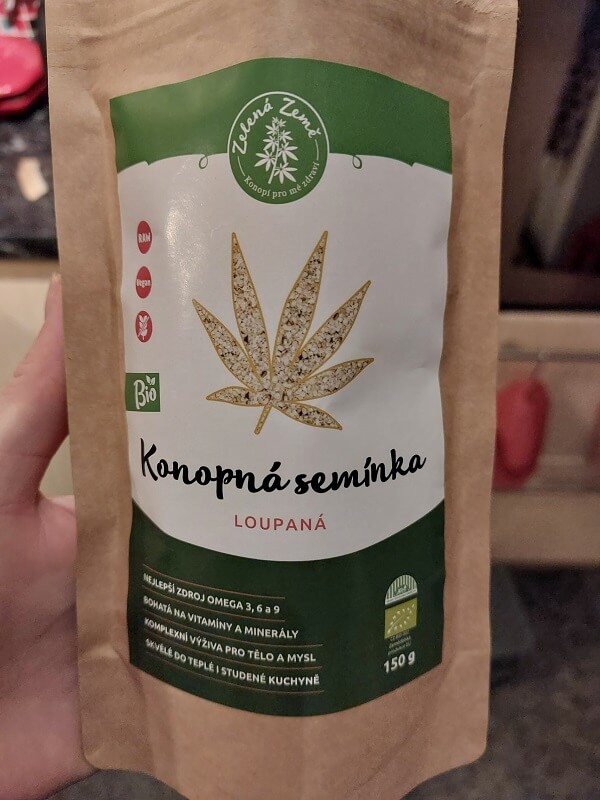 Zelená Země
Konopí pro mé zdraví
RAW
Vegan
Bio
Konopná semínka
LOUPANÁ
NEJLEPŠÍ ZDROJ OMEGA 3, 6 a 9
BOHATÁ NA VITAMÍNY A MINERÁLY
KOMPLEXNÍ VÝŽIVA PRO TĚLO A MYSL
SKVĚLÉ DO TEPLÉ I STUDENÉ KUCHYNĚ
150 g